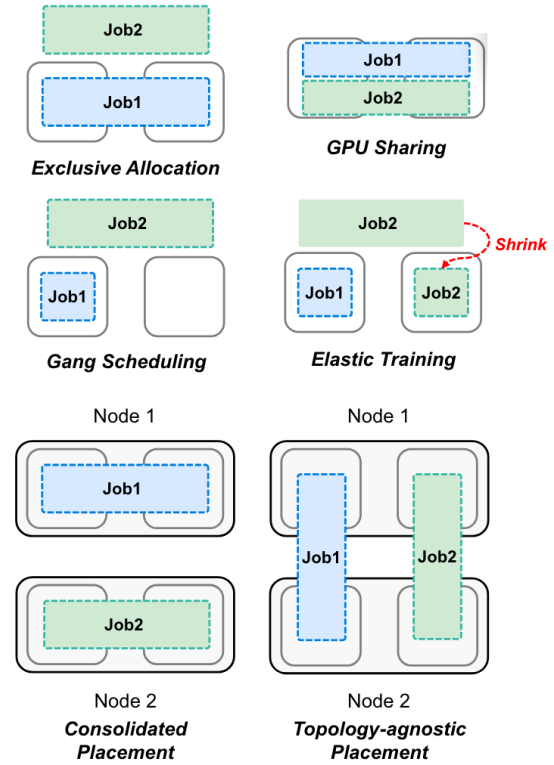 Job2
Job1
Exclusive Allocation
Job1
Job2
GPU Sharing
Job2
Job1
Gang Scheduling
Job2
Shrink
Job1
Job2
Elastic Training
Node 1
Job1
Job2
Node 2
Consolidated
Placement
Node 1
Job1
Job2
Node 2
Topology-agnostic
Placement